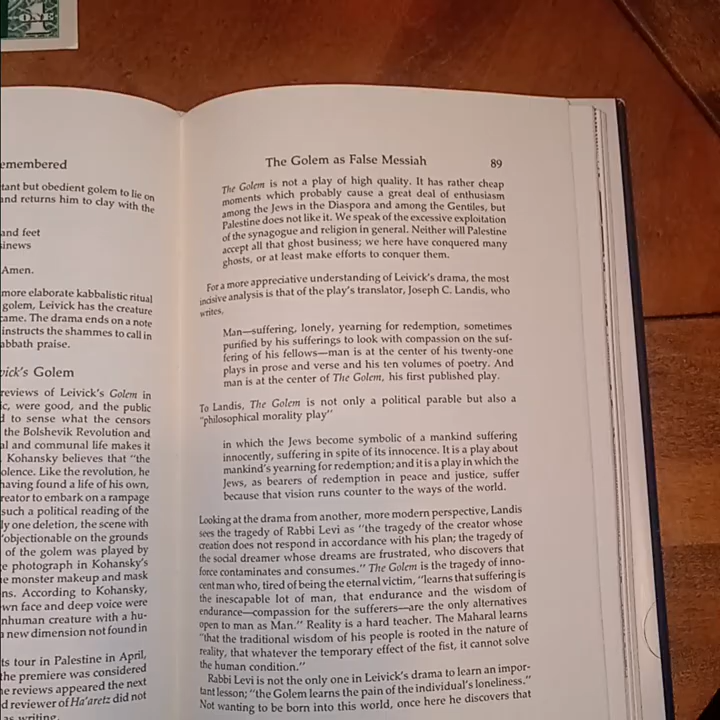 ONE
emembered
tant but obedient golem to lie on
and returns him to clay with the
and feet
sinews
Amen.
more elaborate kabbalistic ritual
golem, Leivick has the creature
came. The drama ends on a note
instructs the shammes to call in
abbath praise.
vick's Golem
reviews of Leivick's Golem in
ic, were good, and the public
d to sense what the censors
the Bolshevik Revolution and
al and communal life makes it
Kohansky believes that "the
olence. Like the revolution, he
having found a life of his own,
reator to embark on a rampage
such a political reading of the
ly one deletion, the scene with
"objectionable on the grounds
of the golem was played by
e photograph in Kohansky's
e monster makeup and mask
ns. According to Kohansky,
wn face and deep voice were
nhuman creature with a hu-
a new dimension not found in
ts tour in Palestine in April,
the premiere was considered
he reviews appeared the next
d reviewer of Ha'aretz did not
as writing.
The Golem as False Messiah 89
The Golem is not a play of high quality. It has rather cheap
moments which probably cause a great deal of enthusiasm
among the Jews in the Diaspora and among the Gentiles, but
Palestine does not like it. We speak of the excessive exploitation
of the synagogue and religion in general. Neither will Palestine
accept all that ghost business; we here have conquered many
ghosts, or at least make efforts to conquer them.
For a more appreciative understanding of Leivick's drama, the most
incisive analysis is that of the play's translator, Joseph C. Landis, who
writes,
Man—suffering, lonely, yearning for redemption, sometimes
purified by his sufferings to look with compassion on the suf-
fering of his fellows—man is at the center of his twenty-one
plays in prose and verse and his ten volumes of poetry. And
man is at the center of The Golem, his first published play.
To Landis, The Golem is not only a political parable but also a
"philosophical morality play"
in which the Jews become symbolic of a mankind suffering
innocently, suffering in spite of its innocence. It is a play about
mankind's yearning for redemption; and it is a play in which the
Jews, as bearers of redemption in peace and justice, suffer
because that vision runs counter to the ways of the world.
Looking at the drama from another, more modern perspective, Landis
sees the tragedy of Rabbi Levi as "the tragedy of the creator whose
creation does not respond in accordance with his plan; the tragedy of
the social dreamer whose dreams are frustrated, who discovers that
force contaminates and consumes." The Golem is the tragedy of inno-
cent man who, tired of being the eternal victim, "learns that suffering is
the inescapable lot of man, that endurance and the wisdom of
endurance—compassion for the sufferers—are the only alternatives
open to man as Man." Reality is a hard teacher. The Maharal learns
"that the traditional wisdom of his people is rooted in the nature of
reality, that whatever the temporary effect of the fist, it cannot solve
the human condition."
Rabbi Levi is not the only one in Leivick's drama to learn an impor-
tant lesson; "the Golem learns the pain of the individual's loneliness."
Not wanting to be born into this world, once here he discovers that